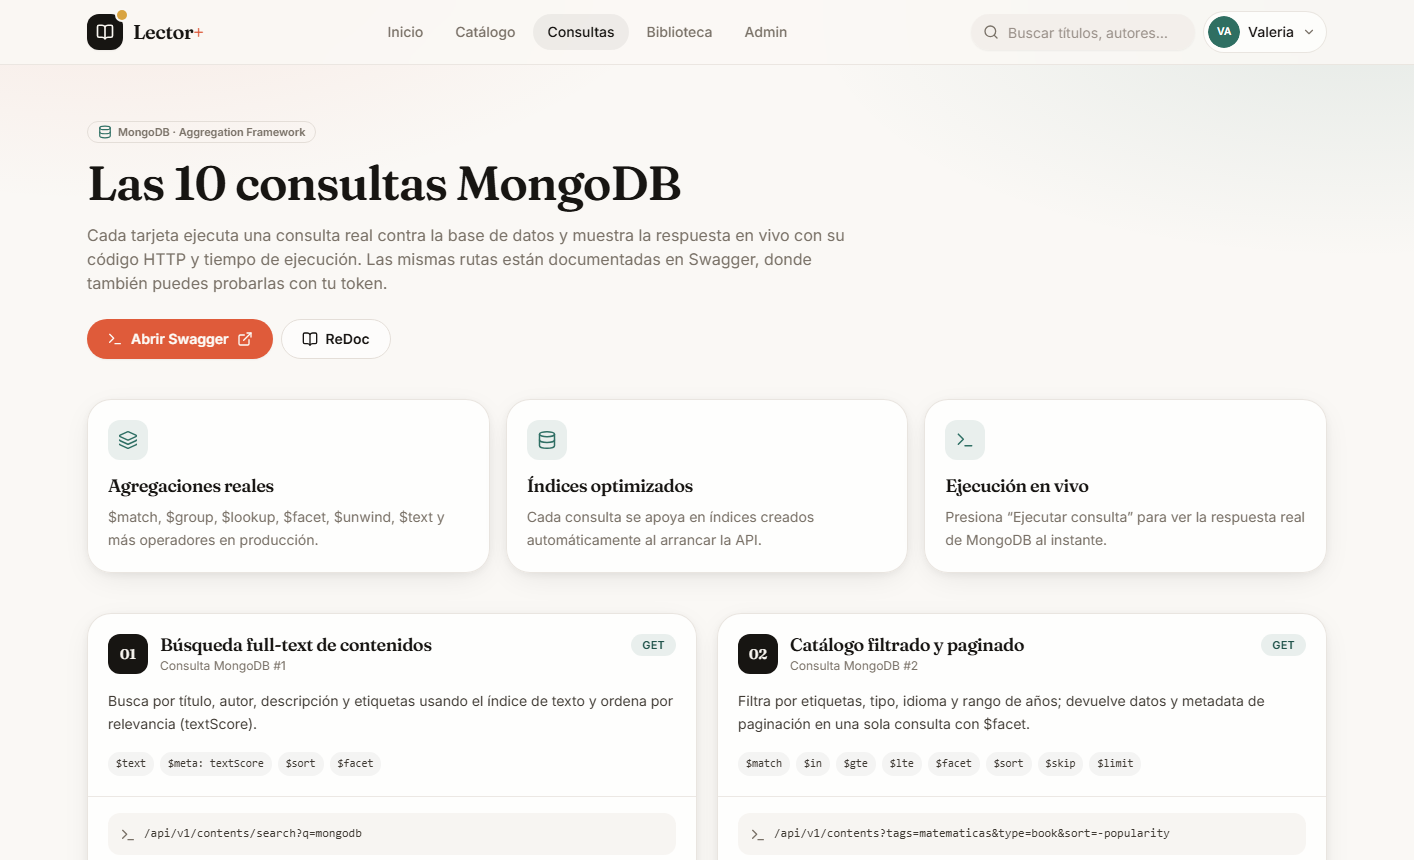 Lector+
Inicio
Catálogo
Consultas
Biblioteca
Admin
Buscar títulos, autores...
VA
Valeria
MongoDB · Aggregation Framework
Las 10 consultas MongoDB
Cada tarjeta ejecuta una consulta real contra la base de datos y muestra la respuesta en vivo con su
código HTTP y tiempo de ejecución. Las mismas rutas están documentadas en Swagger, donde
también puedes probarlas con tu token.
Abrir Swagger
ReDoc
Agregaciones reales
$match, $group, $lookup, $facet, $unwind, $text y
más operadores en producción.
Índices optimizados
Cada consulta se apoya en índices creados
automáticamente al arrancar la API.
Ejecución en vivo
Presiona “Ejecutar consulta” para ver la respuesta real
de MongoDB al instante.
01
Búsqueda full-text de contenidos
Consulta MongoDB #1
GET
Busca por título, autor, descripción y etiquetas usando el índice de texto y ordena por
relevancia (textScore).
$text
$meta: textScore
$sort
$facet
>_ /api/v1/contents/search?q=mongodb
02
Catálogo filtrado y paginado
Consulta MongoDB #2
GET
Filtra por etiquetas, tipo, idioma y rango de años; devuelve datos y metadata de
paginación en una sola consulta con $facet.
$match
$in
$gte
$lte
$facet
$sort
$skip
$limit
>_ /api/v1/contents?tags=matematicas&type=book&sort=-popularity